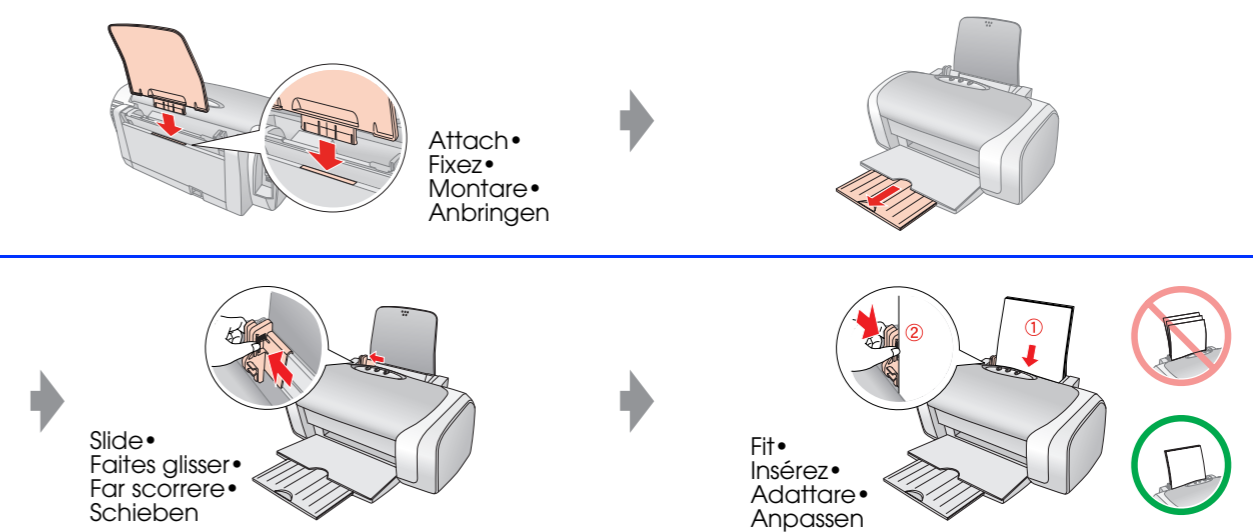 Attach•
Fixez•
Montare•
Anbringen
Slide•
Faites glisser•
Far scorrere•
Schieben
②
①
Fit•
Insérez•
Adattare•
Anpassen